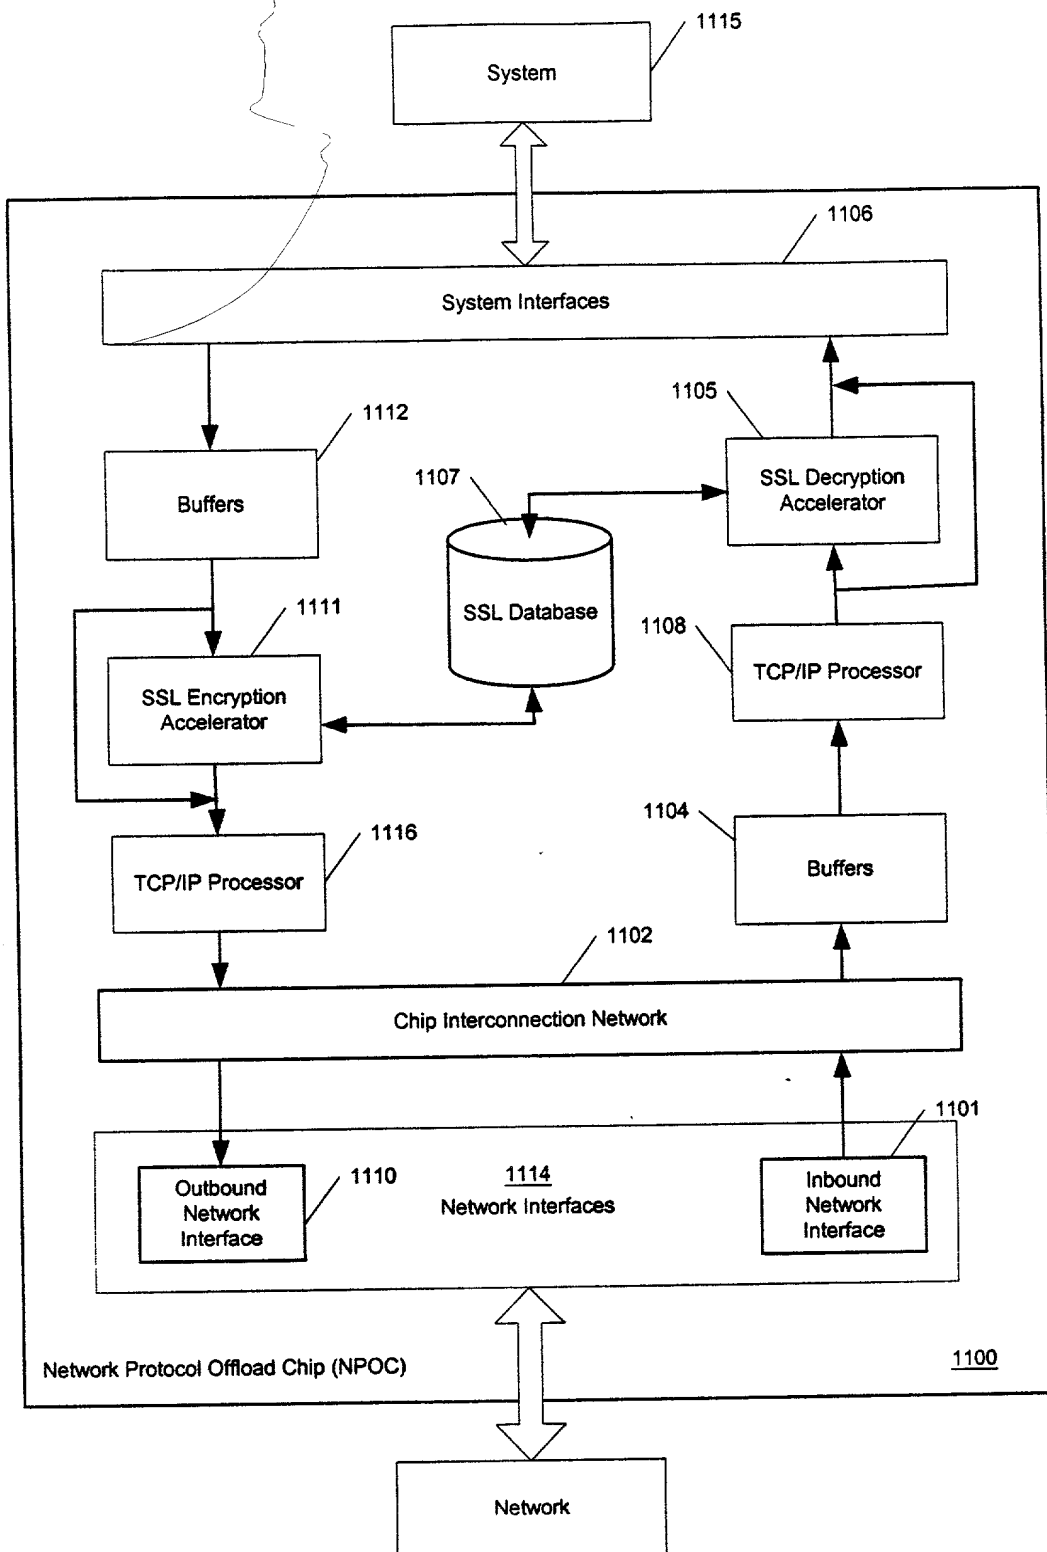 1115
System
1106
System Interfaces
1105
1112
SSL Decryption
Accelerator
1107
Buffers
1111
SSL Database
1108
SSL Encryption
Accelerator
TCP/IP Processor
1104
1116
Buffers
TCP/IP Processor
1102
Chip Interconnection Network
1101
Outbound
Network
Interface
1110
1114
Network Interfaces
Inbound
Network
Interface
Network Protocol Offload Chip (NPOC)
1100
Network